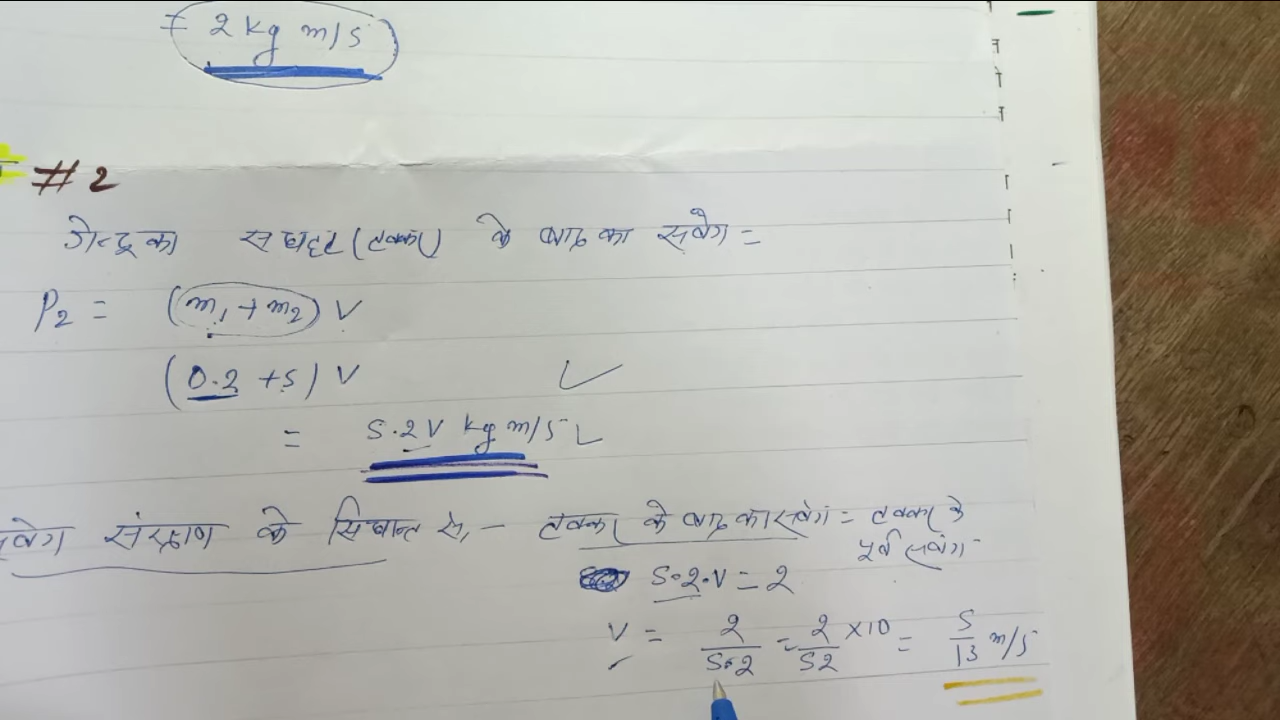 = 2 kg m/s
#2
गेन्द का संघट्ट (टक्कर) के बाद का संवेग =
P2 = (m1 + m2) V
(0.2 + 5) V
= 5.2V kg m/s
संवेग संरक्षण के सिद्धान्त से, - टक्कर के बाद का संवेग = टक्कर के
पूर्व संवेग
5.2.V = 2
V = 2/5.2 = 2/52 ×10 = 5/13 m/s